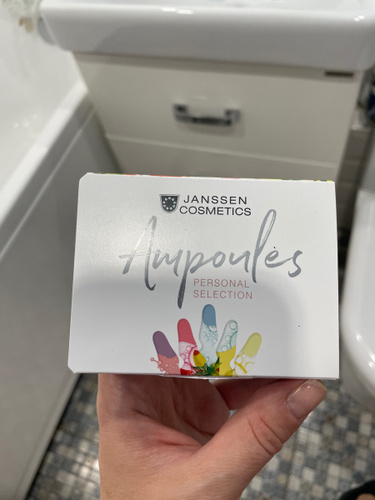 JANSSEN
COSMETICS
Ampoules
PERSONAL
SELECTION